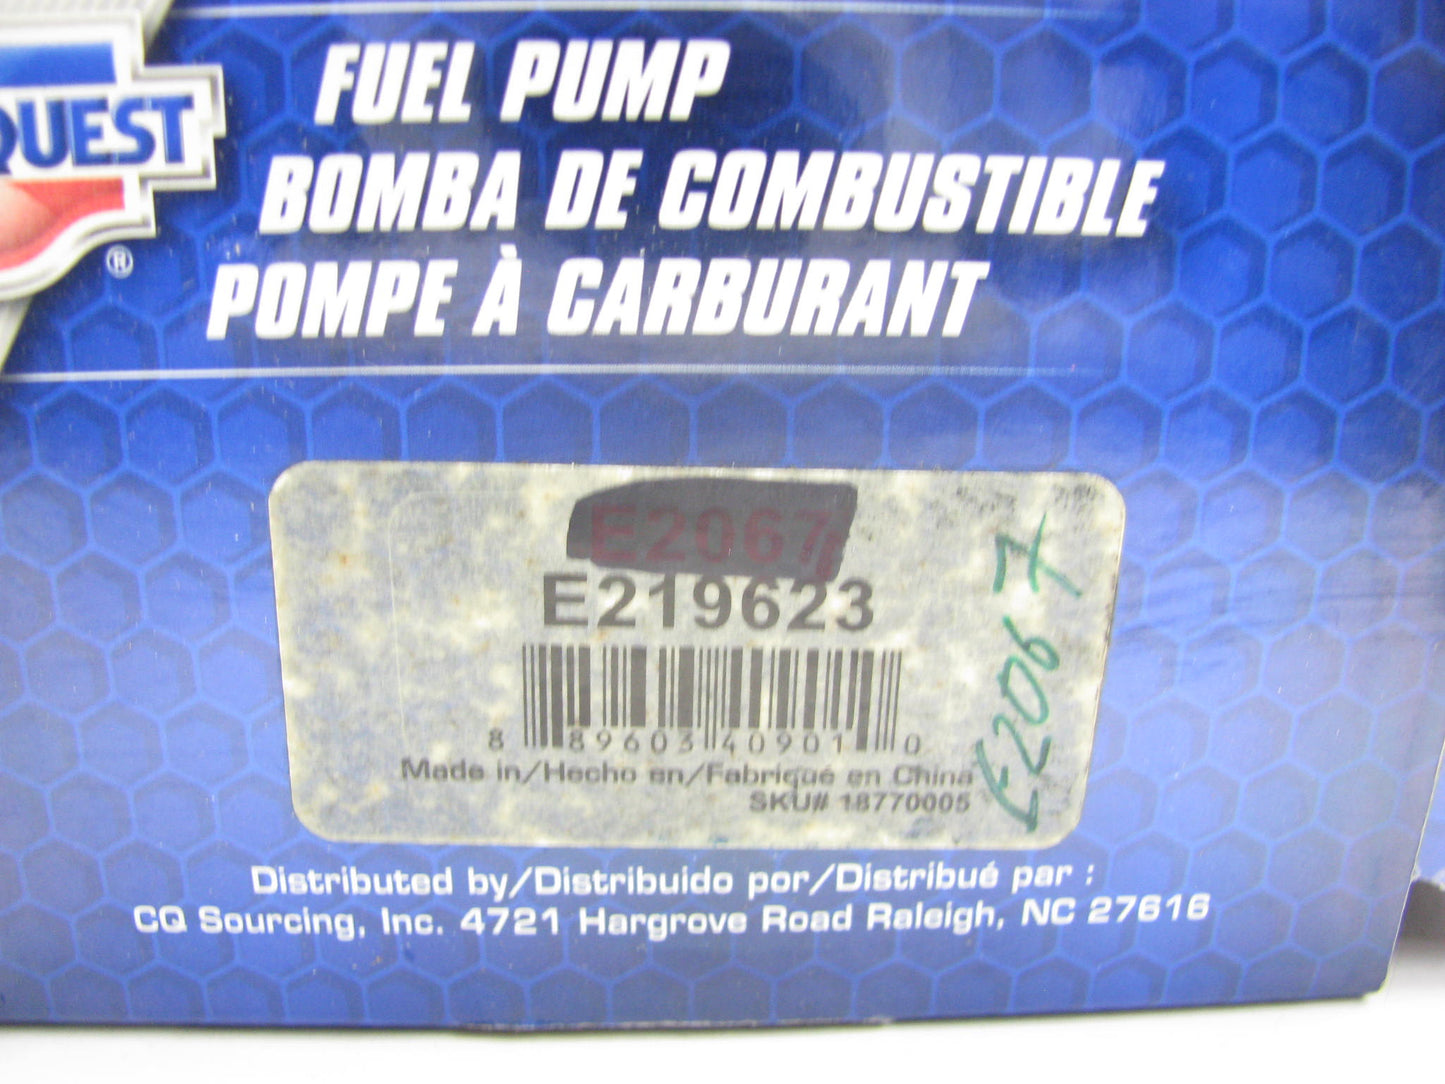 QUEST
®
FUEL PUMP
BOMBA DE COMBUSTIBLE
POMPE À CARBURANT
E2067
E219623
8 89603 40901 0
Made in/Hecho en/Fabriqué en China
SKU# 18770005
E2067
Distributed by/Distribuido por/Distribué par :
CQ Sourcing, Inc. 4721 Hargrove Road Raleigh, NC 27616